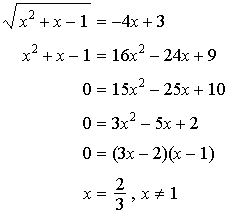 √(x² + x − 1) = −4x + 3
x² + x − 1 = 16x² − 24x + 9
0 = 15x² − 25x + 10
0 = 3x² − 5x + 2
0 = (3x − 2)(x − 1)
x = 2/3 , x ≠ 1